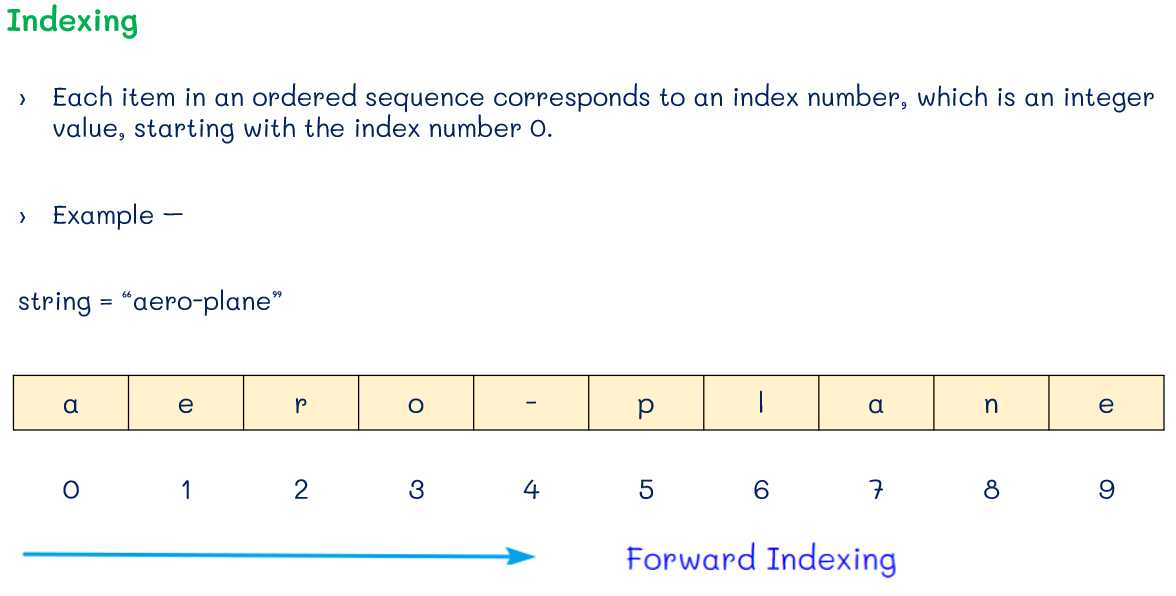 Indexing
› Each item in an ordered sequence corresponds to an index number, which is an integer
value, starting with the index number 0.
› Example –
string = “aero-plane”
a e r o - p l a n e
0 1 2 3 4 5 6 7 8 9
Forward Indexing